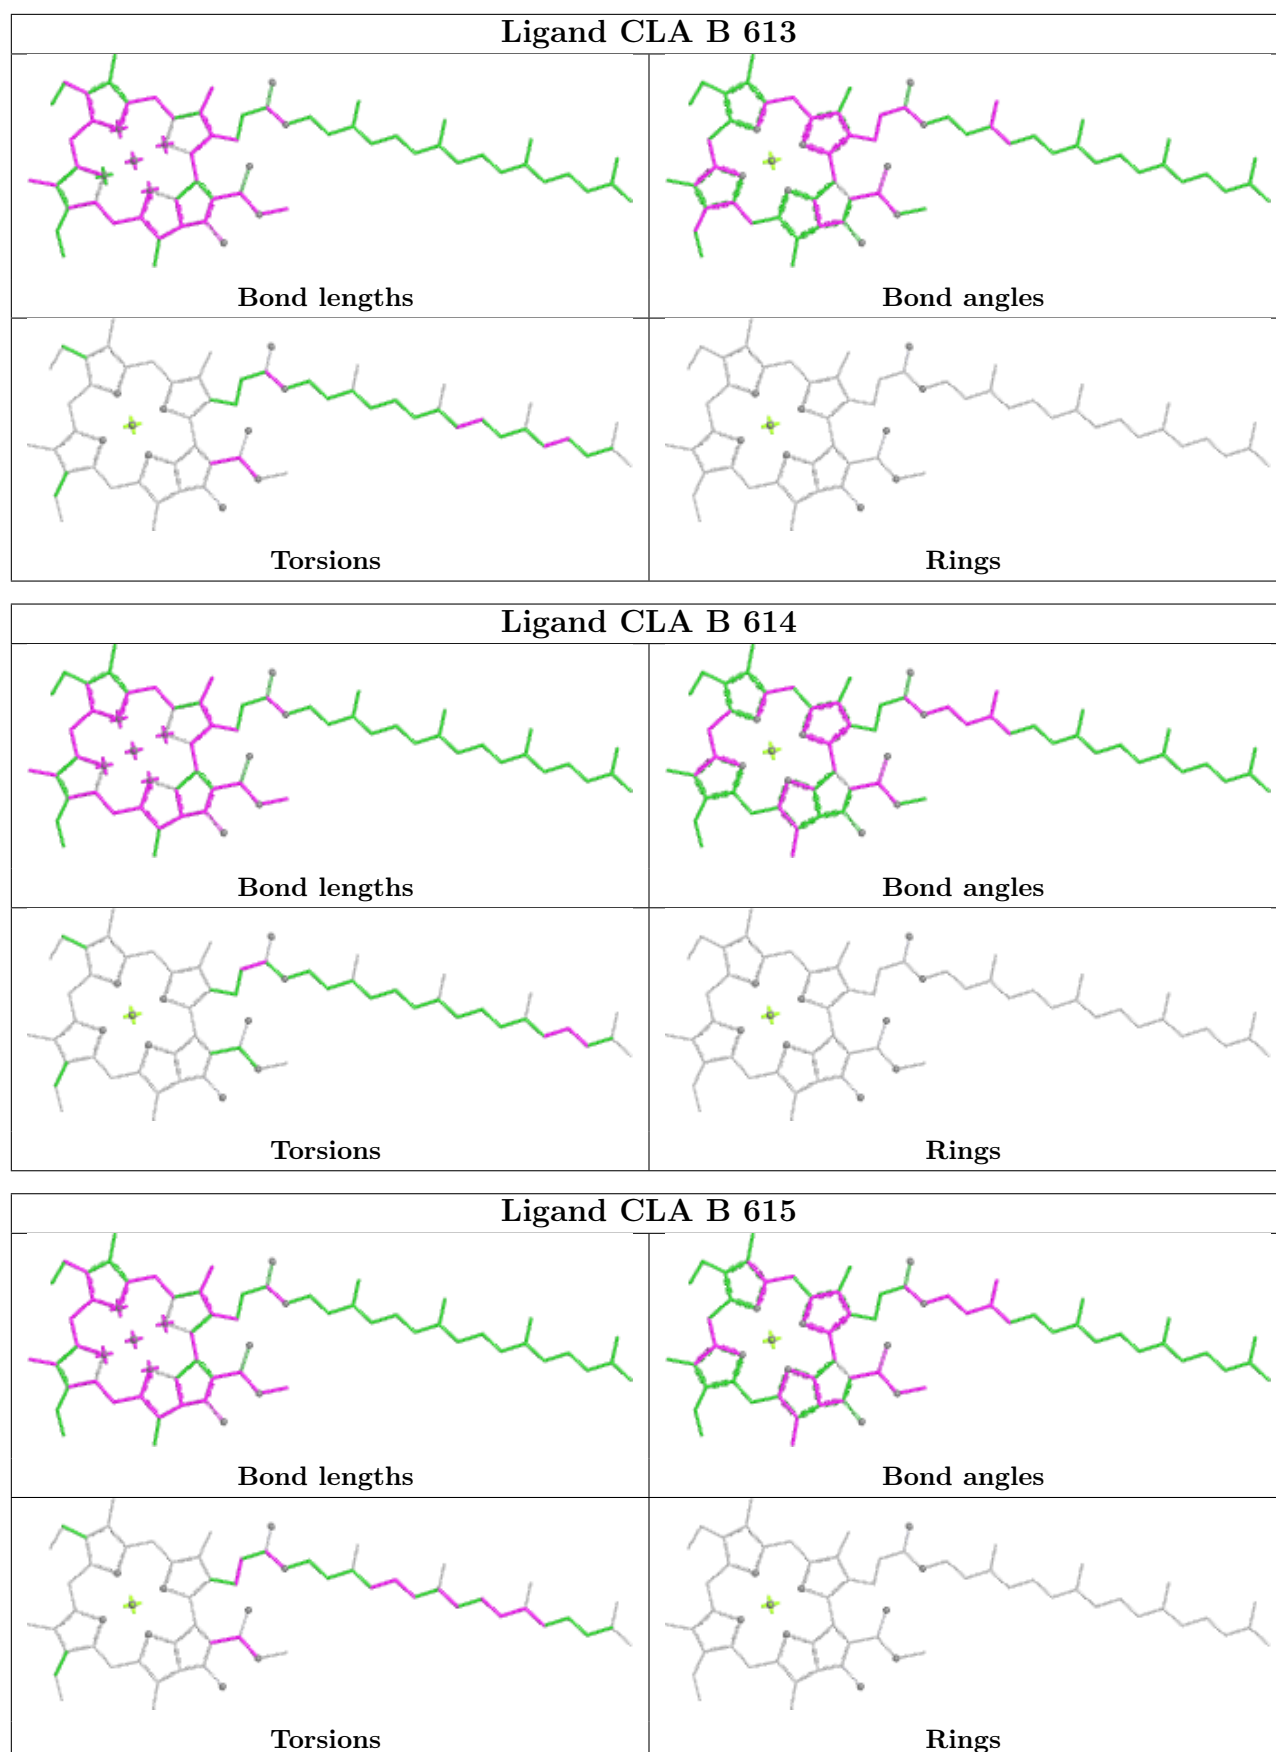 Ligand CLA B 613
Bond lengths
Bond angles
Torsions
Rings
Ligand CLA B 614
Bond lengths
Bond angles
Torsions
Rings
Ligand CLA B 615
Bond lengths
Bond angles
Torsions
Rings